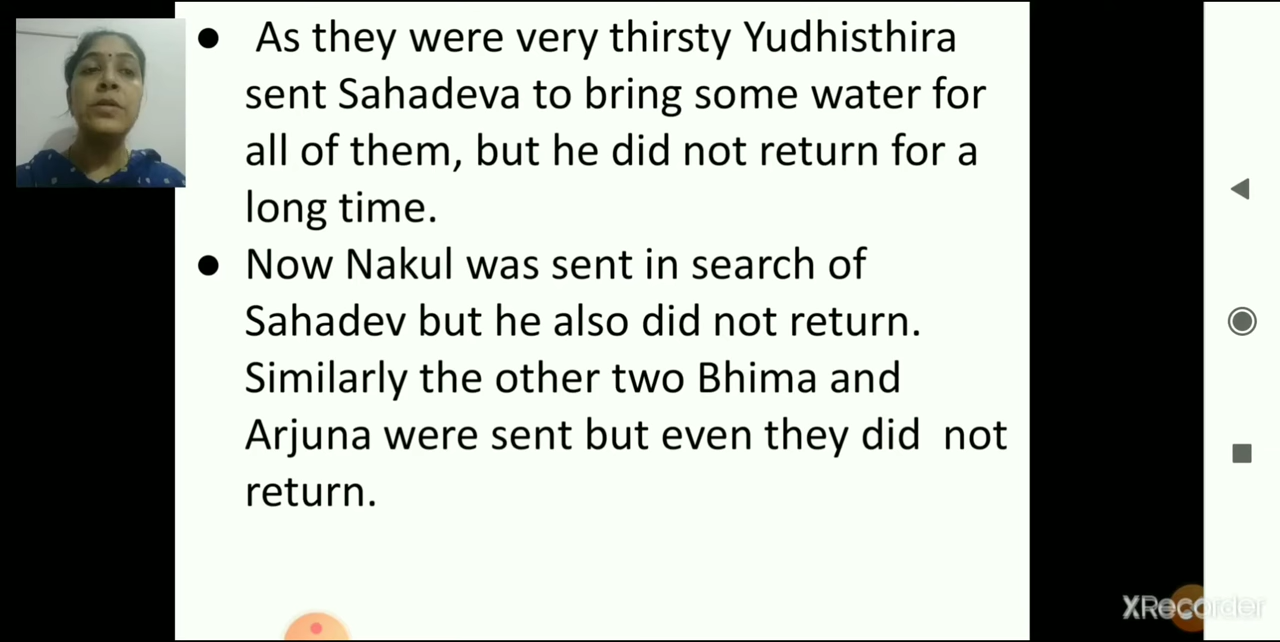 ● As they were very thirsty Yudhisthira
sent Sahadeva to bring some water for
all of them, but he did not return for a
long time.
● Now Nakul was sent in search of
Sahadev but he also did not return.
Similarly the other two Bhima and
Arjuna were sent but even they did not
return.
XRecorder